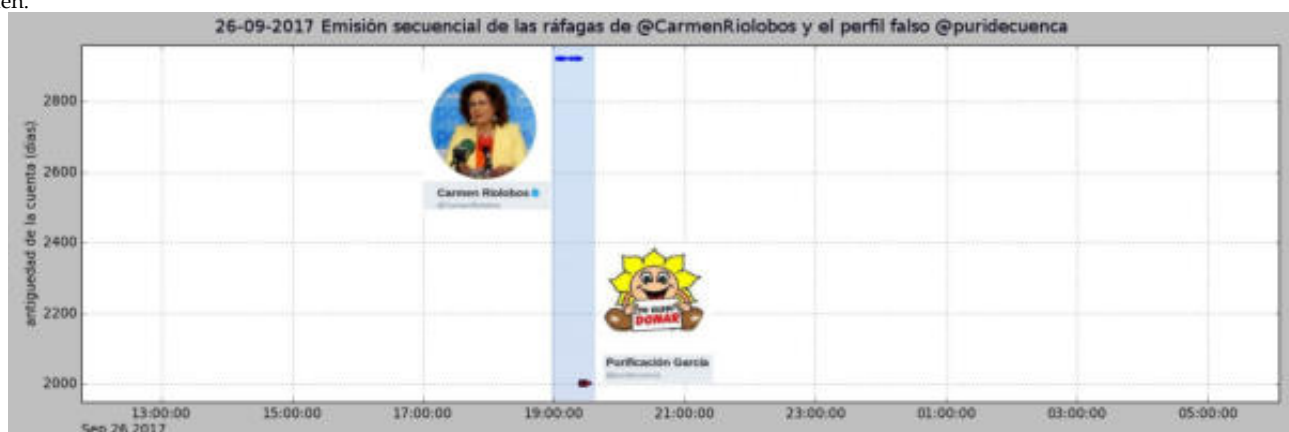 en.
26-09-2017 Emisión secuencial de las ráfagas de @CarmenRiolobos y el perfil falso @puridecuenca
antiguedad de la cuenta (días)
2800
2600
2400
2200
2000
Carmen Riolobos
DONAR
Purificación García
13:00:00 15:00:00 17:00:00 19:00:00 21:00:00 23:00:00 01:00:00 03:00:00 05:00:00
Sep 26 2017